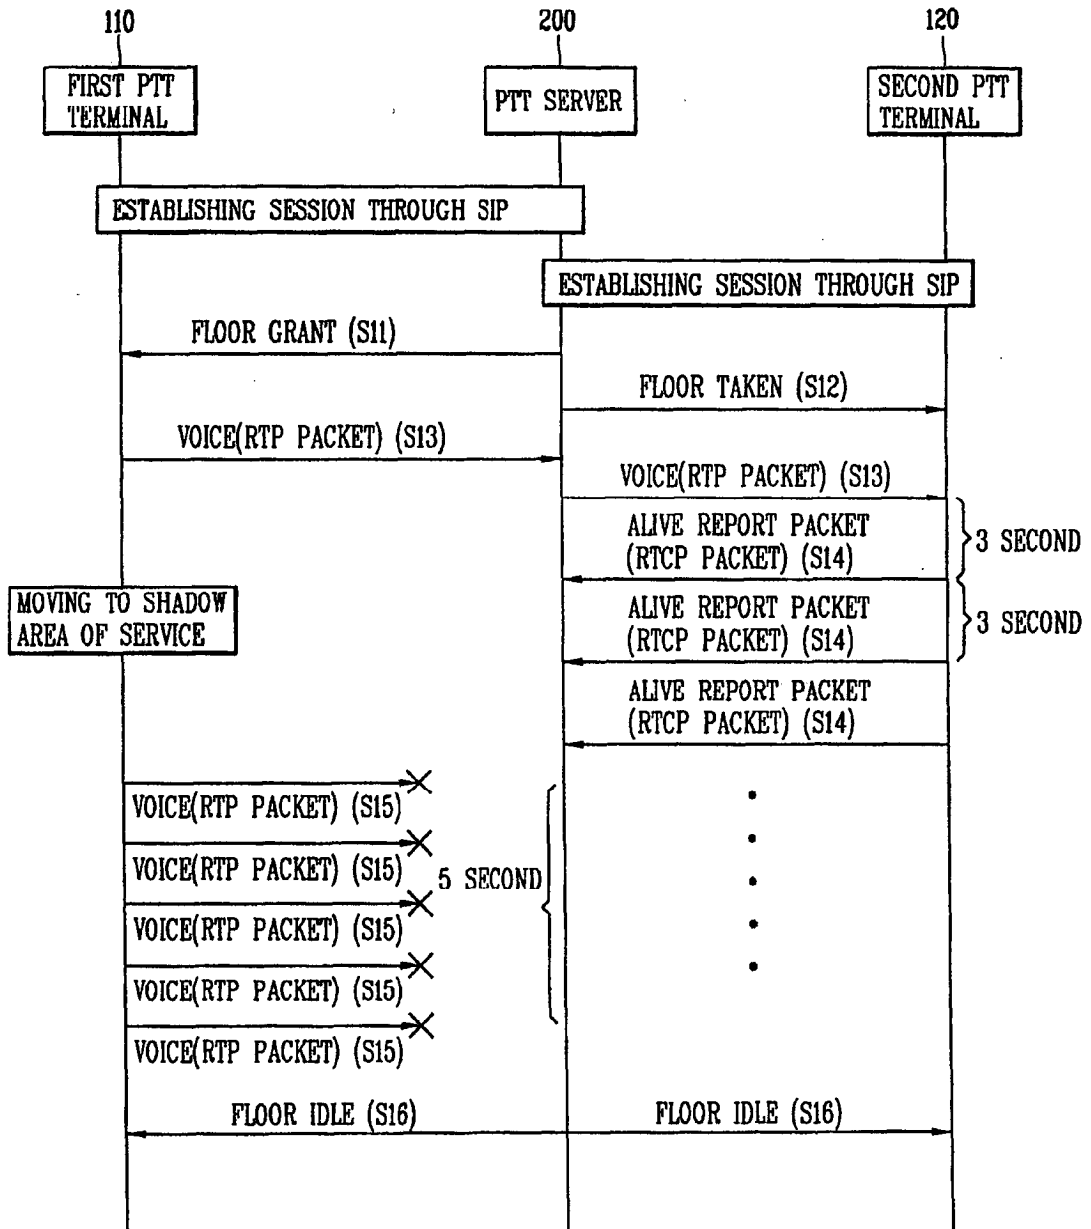 110
200
120
FIRST PTT
TERMINAL
PTT SERVER
SECOND PTT
TERMINAL
ESTABLISHING SESSION THROUGH SIP
ESTABLISHING SESSION THROUGH SIP
FLOOR GRANT (S11)
FLOOR TAKEN (S12)
VOICE(RTP PACKET) (S13)
VOICE(RTP PACKET) (S13)
ALIVE REPORT PACKET
(RTCP PACKET) (S14)
3 SECOND
MOVING TO SHADOW
AREA OF SERVICE
ALIVE REPORT PACKET
(RTCP PACKET) (S14)
3 SECOND
ALIVE REPORT PACKET
(RTCP PACKET) (S14)
VOICE(RTP PACKET) (S15)
VOICE(RTP PACKET) (S15)
5 SECOND
VOICE(RTP PACKET) (S15)
VOICE(RTP PACKET) (S15)
VOICE(RTP PACKET) (S15)
FLOOR IDLE (S16)
FLOOR IDLE (S16)